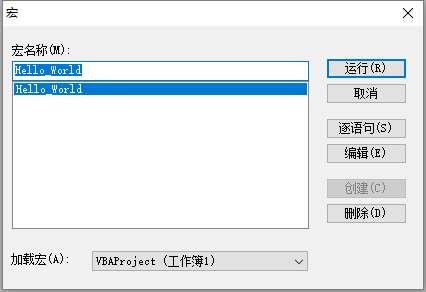 宏
宏名称(M):
Hello_World
Hello_World
运行(R)
取消
逐语句(S)
编辑(E)
创建(C)
删除(D)
加载宏(A):
VBAProject (工作簿1)